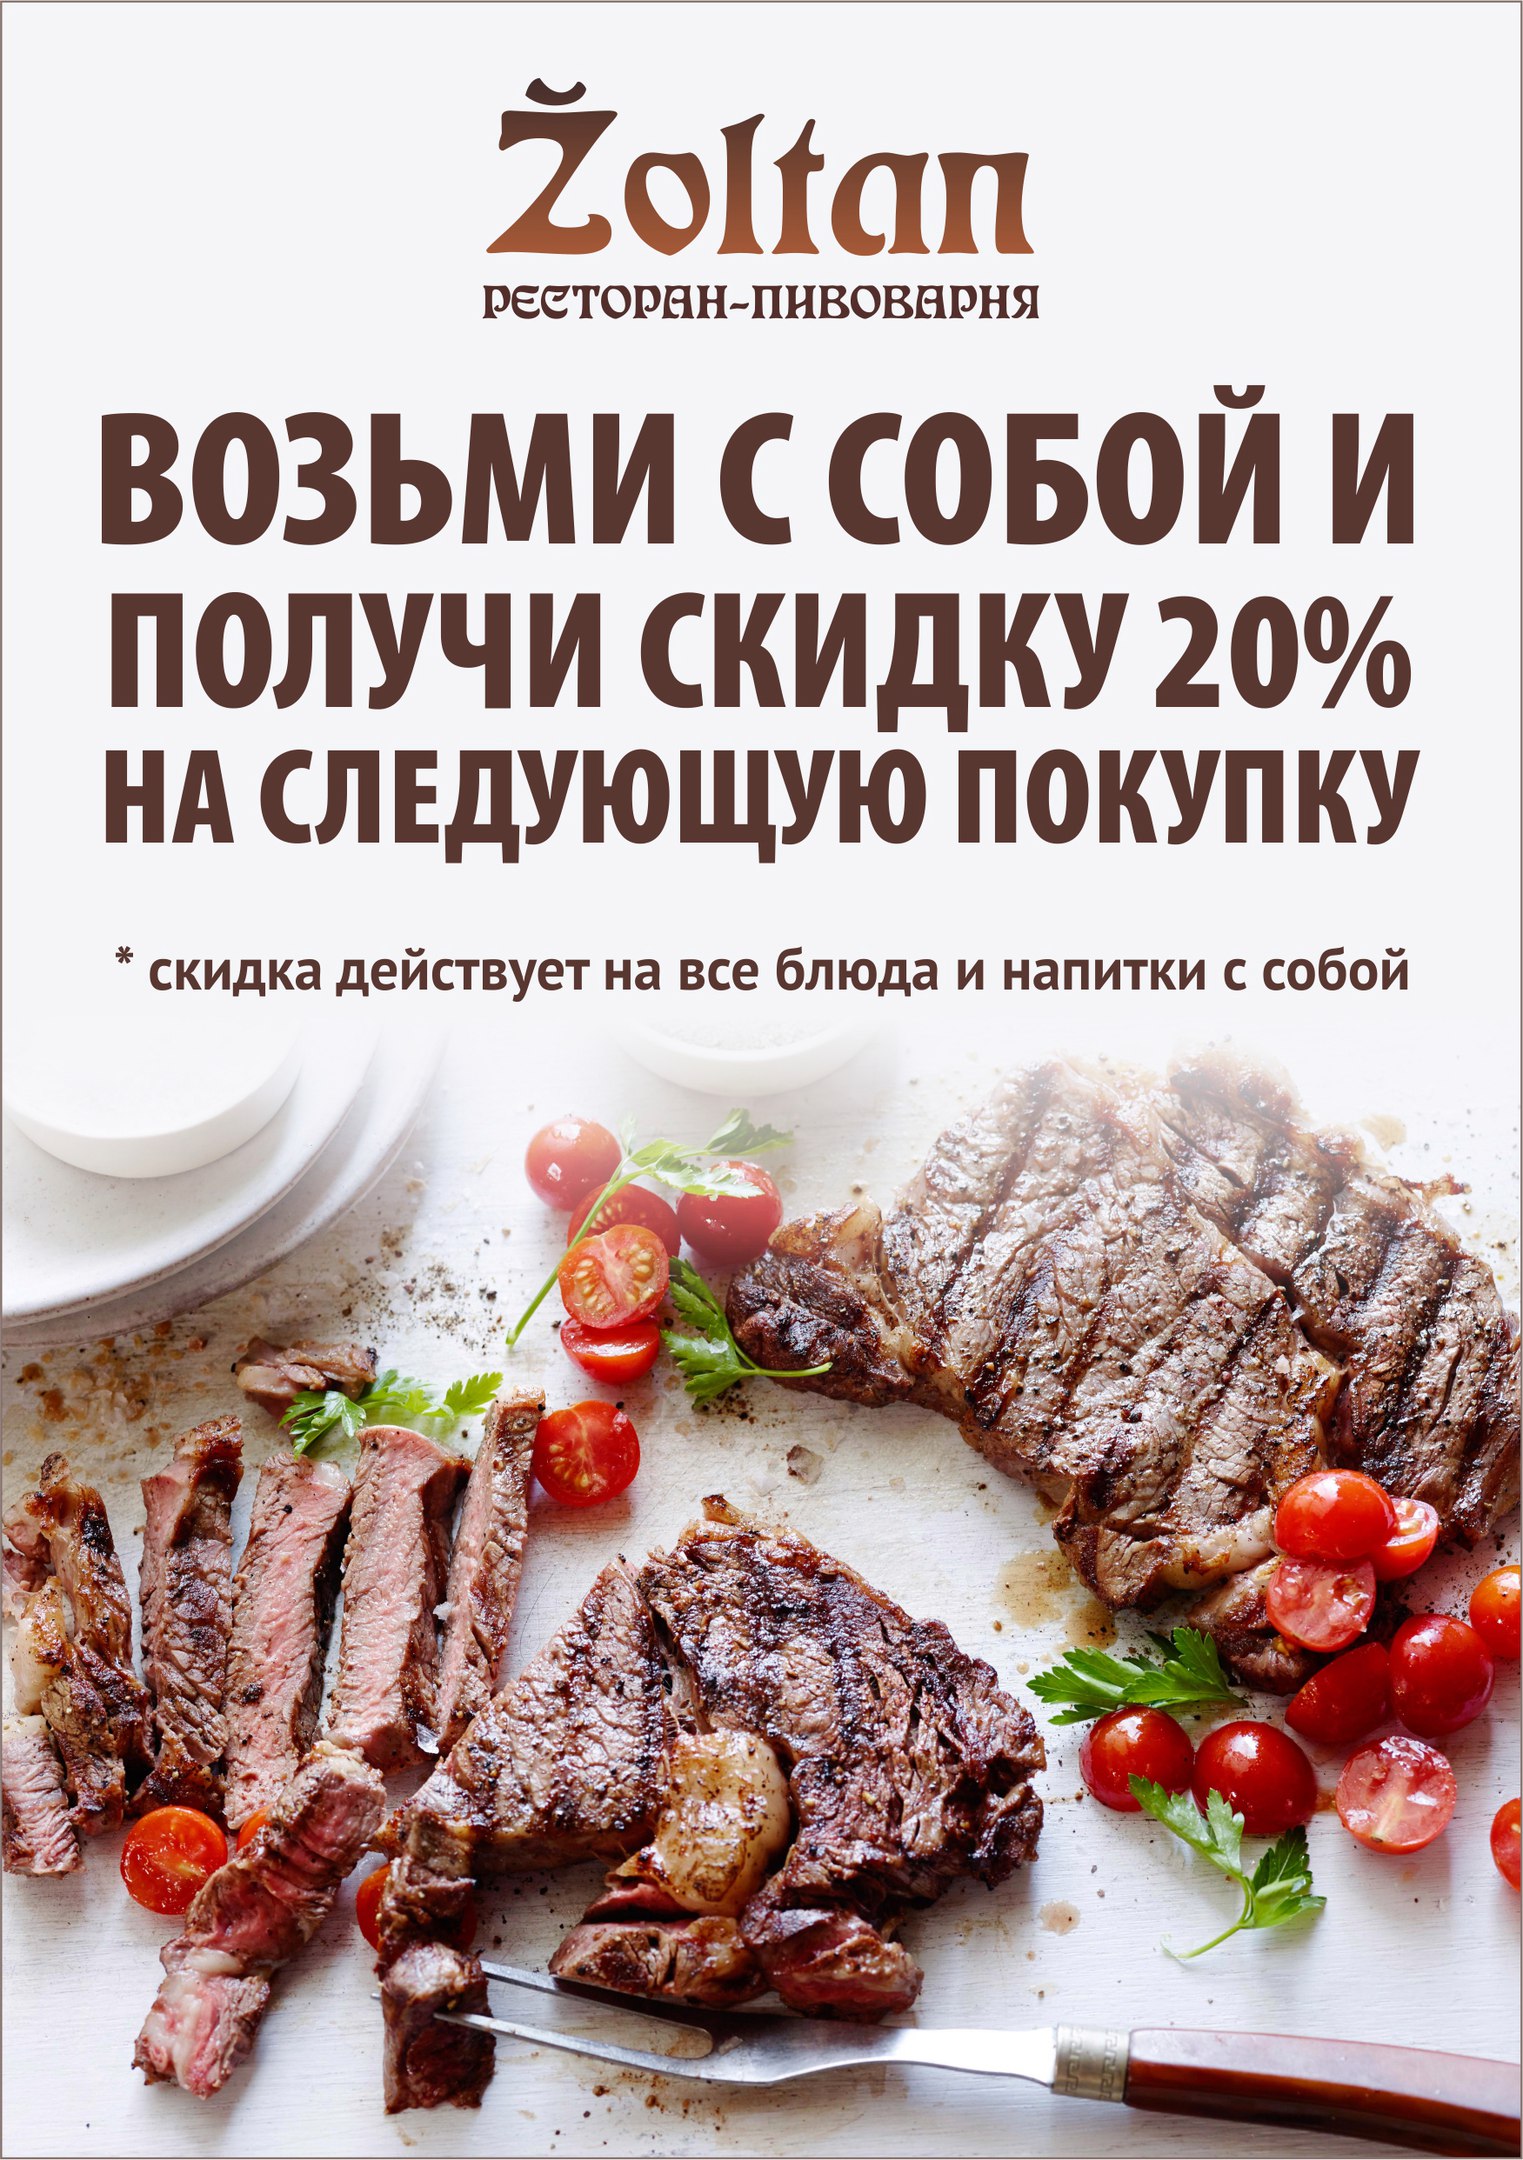 Žoltan
РЕСТОРАН-ПИВОВАРНЯ
ВОЗЬМИ С СОБОЙ И
ПОЛУЧИ СКИДКУ 20%
НА СЛЕДУЮЩУЮ ПОКУПКУ
* скидка действует на все блюда и напитки с собой